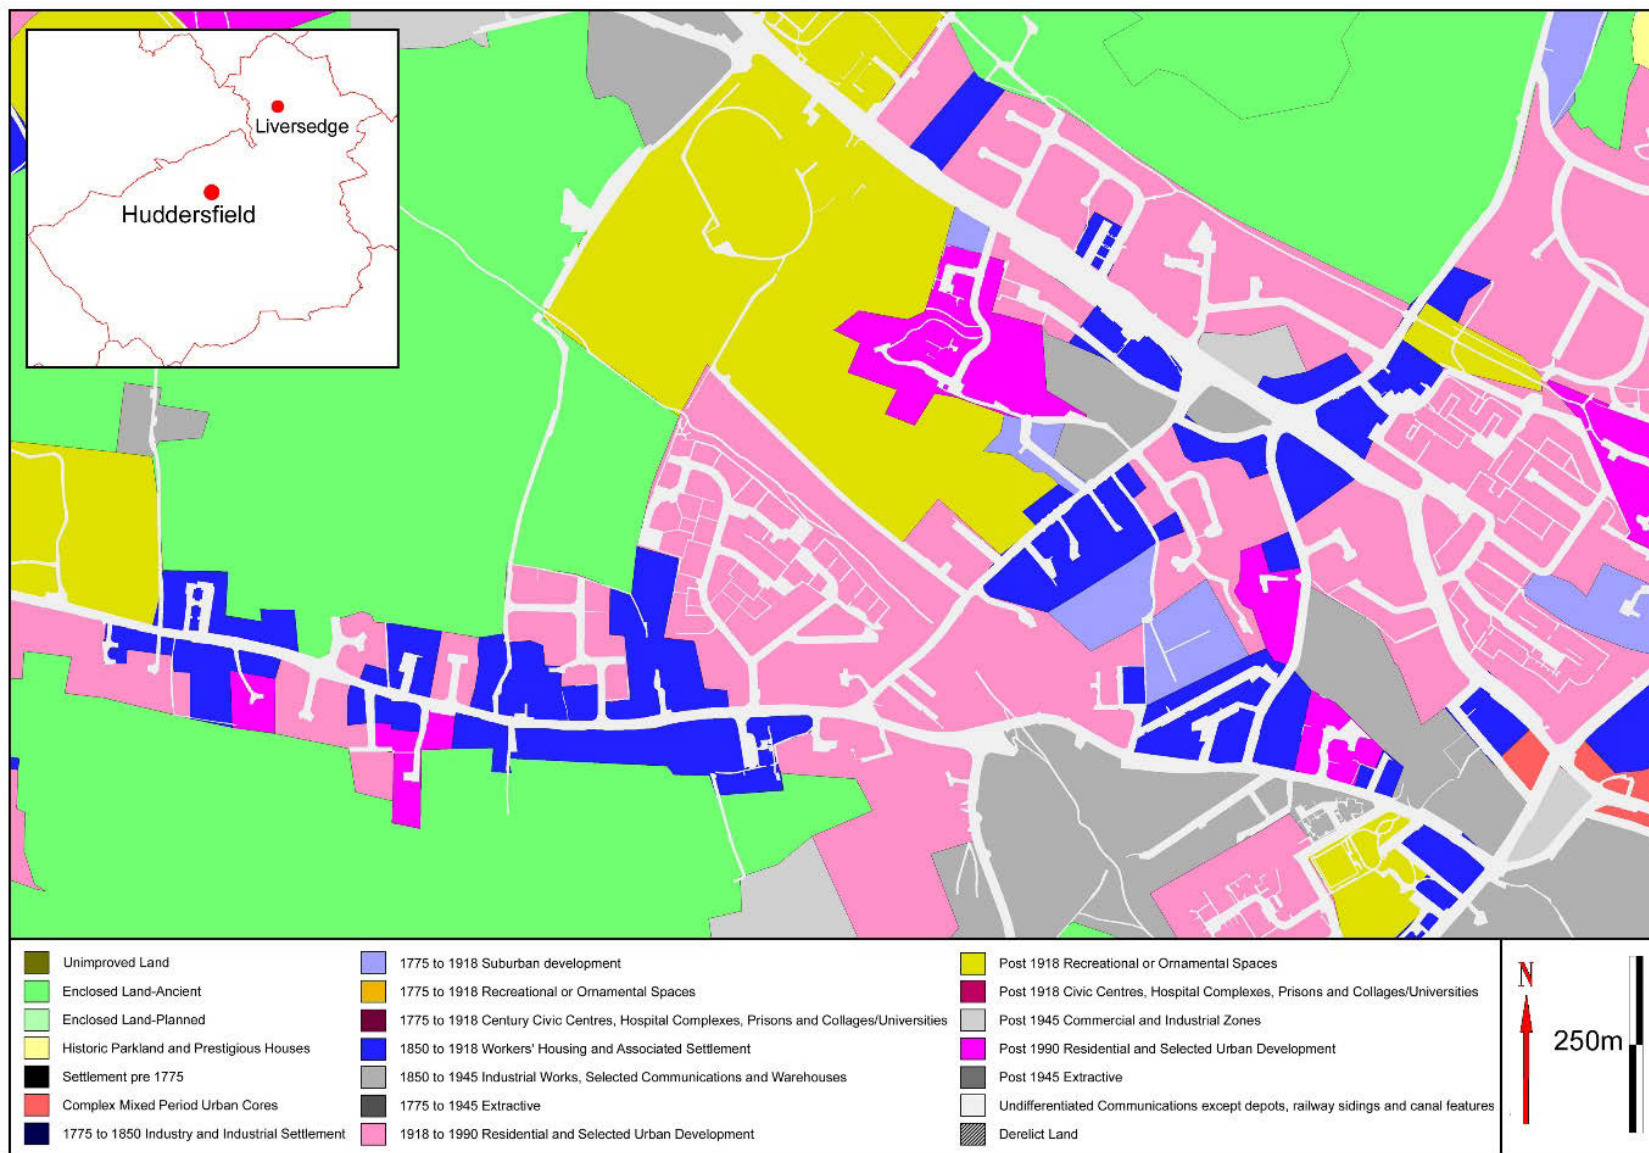 Liversedge
Huddersfield
Unimproved Land
Enclosed Land-Ancient
Enclosed Land-Planned
Historic Parkland and Prestigious Houses
Settlement pre 1775
Complex Mixed Period Urban Cores
1775 to 1850 Industry and Industrial Settlement
1775 to 1918 Suburban development
1775 to 1918 Recreational or Ornamental Spaces
1775 to 1918 Century Civic Centres, Hospital Complexes, Prisons and Collages/Universities
1850 to 1918 Workers' Housing and Associated Settlement
1850 to 1945 Industrial Works, Selected Communications and Warehouses
1775 to 1945 Extractive
1918 to 1990 Residential and Selected Urban Development
Post 1918 Recreational or Ornamental Spaces
Post 1918 Civic Centres, Hospital Complexes, Prisons and Collages/Universities
Post 1945 Commercial and Industrial Zones
Post 1990 Residential and Selected Urban Development
Post 1945 Extractive
Undifferentiated Communications except depots, railway sidings and canal features
Derelict Land
N
250m